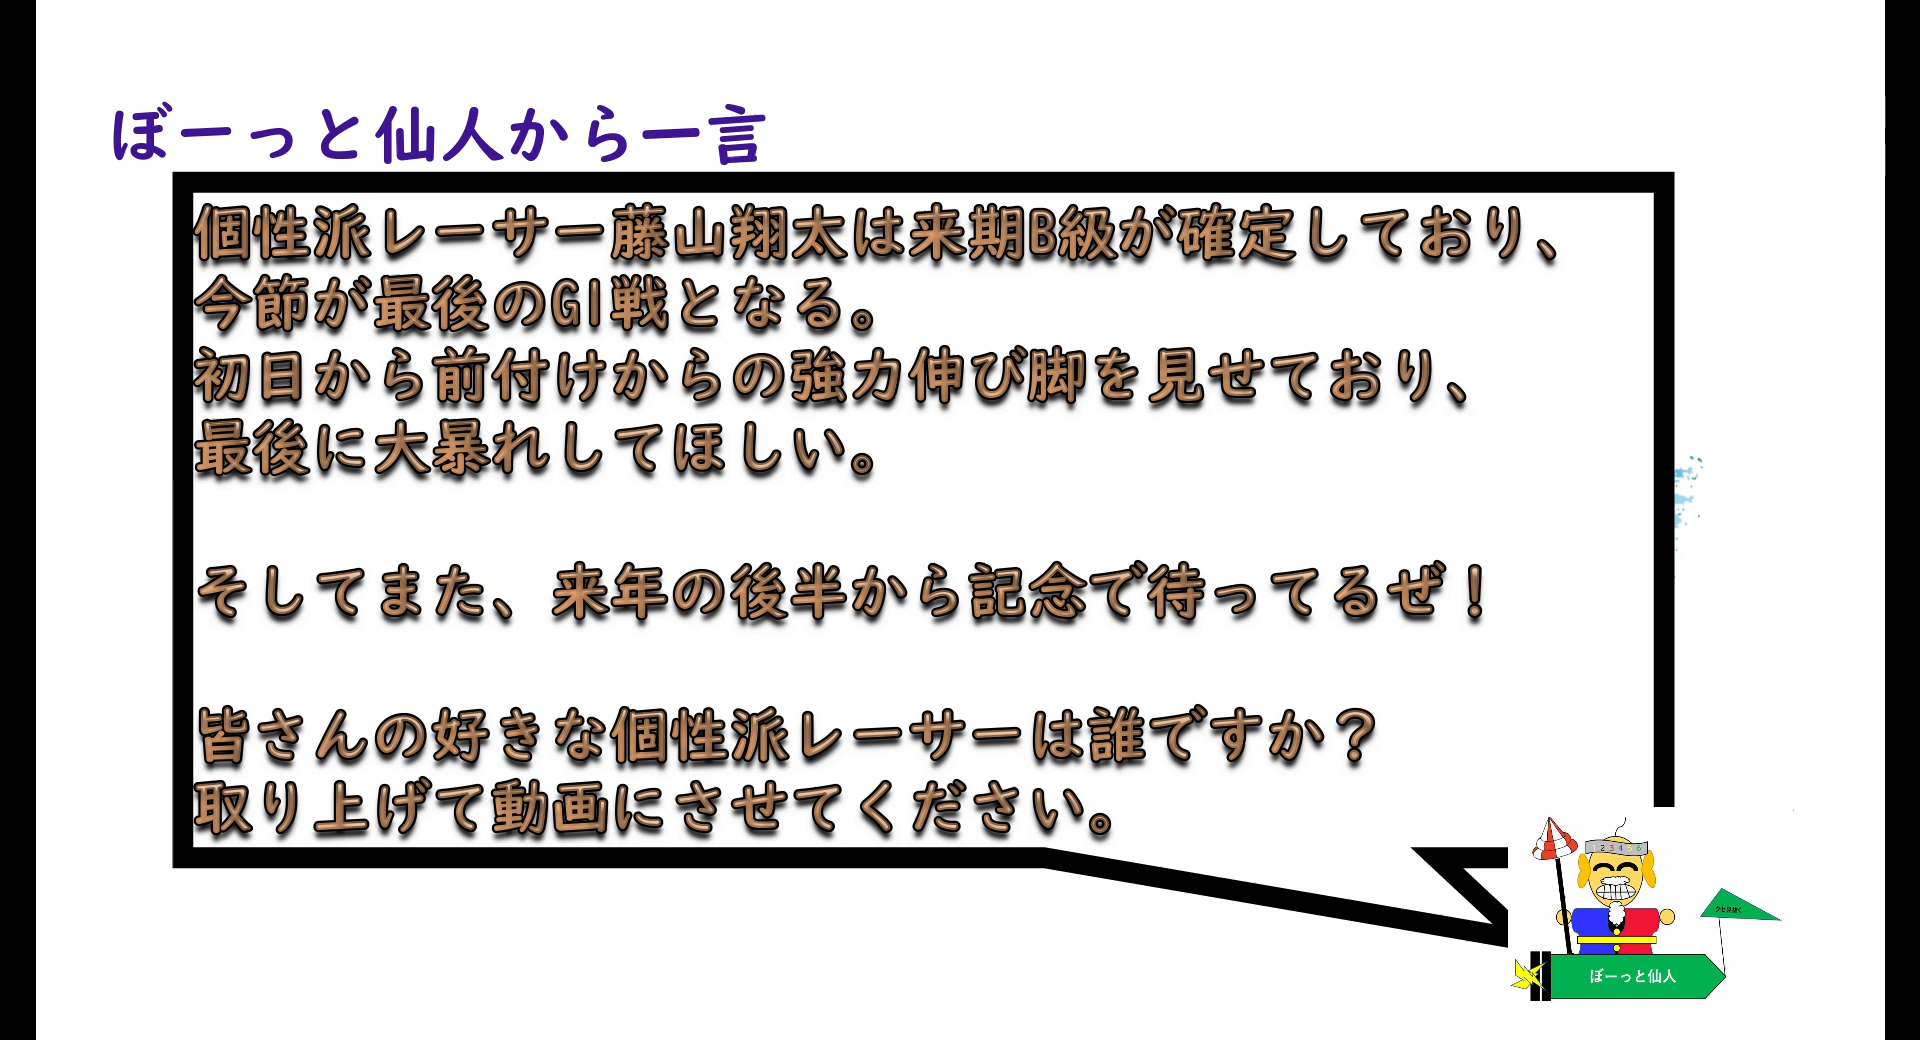 ぼーっと仙人から一言
個性派レーサー藤山翔太は来期B級が確定しており、
今節が最後のGⅠ戦となる。
初日から前付けからの強力伸び脚を見せており、
最後に大暴れしてほしい。
そしてまた、来年の後半から記念で待ってるぜ！
皆さんの好きな個性派レーサーは誰ですか？
取り上げて動画にさせてください。
1 2 3 4 5 6
ぼーっと仙人